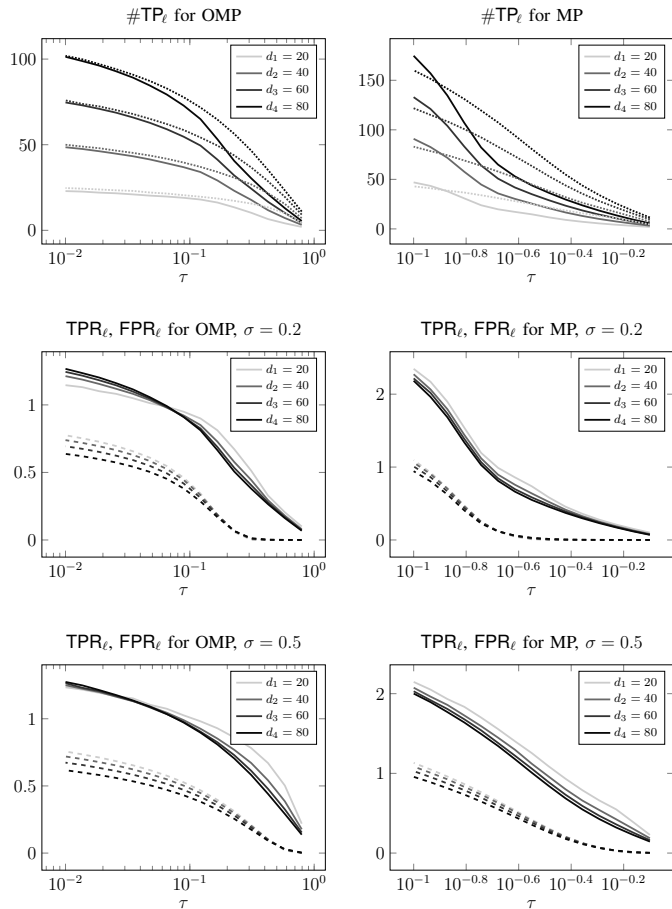 #TPℓ for OMP
100
50
0
10⁻² 10⁻¹ 10⁰
τ
d₁ = 20
d₂ = 40
d₃ = 60
d₄ = 80
#TPℓ for MP
150
100
50
0
10⁻¹ 10⁻⁰·⁸ 10⁻⁰·⁶ 10⁻⁰·⁴ 10⁻⁰·²
τ
d₁ = 20
d₂ = 40
d₃ = 60
d₄ = 80
TPRℓ, FPRℓ for OMP, σ = 0.2
1
0.5
0
10⁻² 10⁻¹ 10⁰
τ
d₁ = 20
d₂ = 40
d₃ = 60
d₄ = 80
TPRℓ, FPRℓ for MP, σ = 0.2
2
1
0
10⁻¹ 10⁻⁰·⁸ 10⁻⁰·⁶ 10⁻⁰·⁴ 10⁻⁰·²
τ
d₁ = 20
d₂ = 40
d₃ = 60
d₄ = 80
TPRℓ, FPRℓ for OMP, σ = 0.5
1
0.5
0
10⁻² 10⁻¹ 10⁰
τ
d₁ = 20
d₂ = 40
d₃ = 60
d₄ = 80
TPRℓ, FPRℓ for MP, σ = 0.5
2
1
0
10⁻¹ 10⁻⁰·⁸ 10⁻⁰·⁶ 10⁻⁰·⁴ 10⁻⁰·²
τ
d₁ = 20
d₂ = 40
d₃ = 60
d₄ = 80